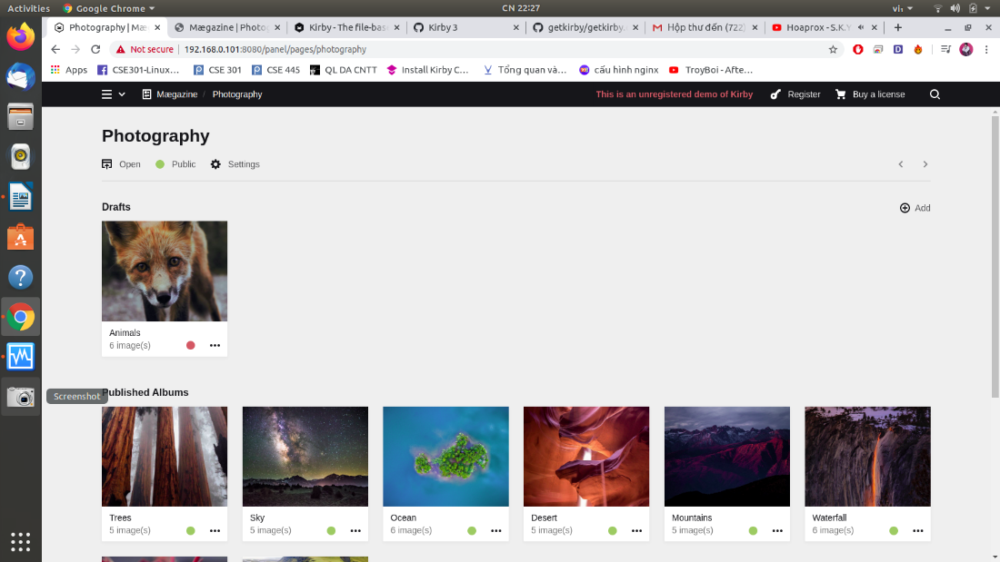 Activities
Google Chrome
CN 22:27
vi₁
Photography | Mæ
Mægazine | Photog
Kirby - The file-bas
Kirby 3
getkirby/getkirby.
Hộp thư đến (722)
Hoaprox - S.K.Y
Not secure
192.168.0.101:8080/panel/pages/photography
Apps
CSE301-Linux…
CSE 301
CSE 445
QL DA CNTT
Install Kirby C…
Tổng quan và…
cấu hình nginx
TroyBoi - Afte…
Mægazine / Photography
This is an unregistered demo of Kirby
Register
Buy a license
Photography
Open
Public
Settings
Drafts
Add
Animals
6 image(s)
Screenshot
Published Albums
Trees
5 image(s)
Sky
5 image(s)
Ocean
6 image(s)
Desert
5 image(s)
Mountains
5 image(s)
Waterfall
6 image(s)